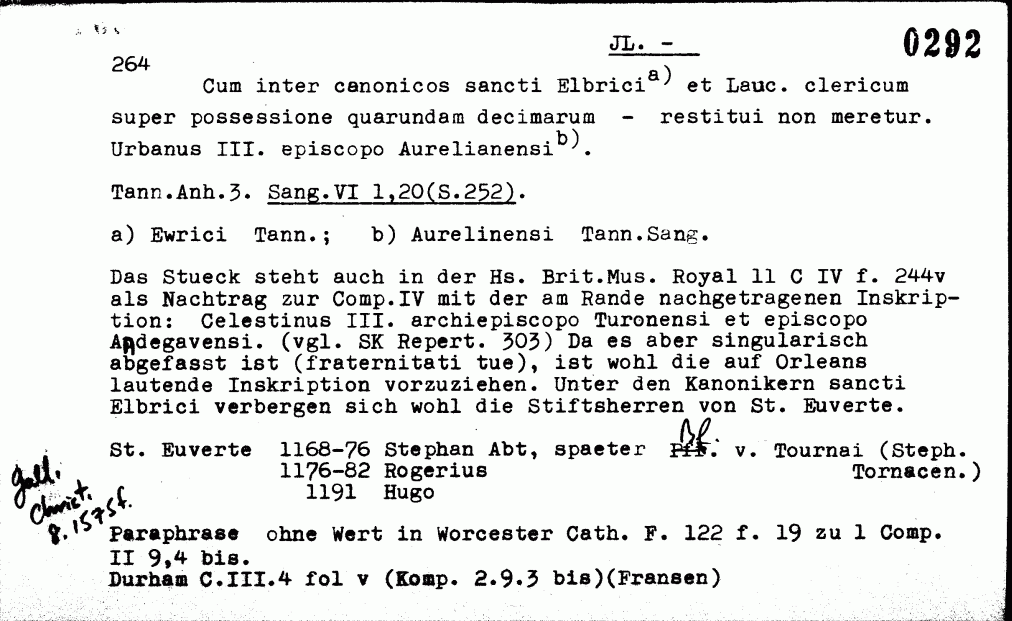 JL. -
0292
264
Cum inter canonicos sancti Elbrici a) et Lauc. clericum
super possessione quarundam decimarum - restitui non meretur.
Urbanus III. episcopo Aurelianensi b).
Tann.Anh.3. Sang.VI 1,20(S.252).
a) Ewrici Tann.; b) Aurelinensi Tann.Sang.
Das Stueck steht auch in der Hs. Brit.Mus. Royal 11 C IV f. 244v
als Nachtrag zur Comp.IV mit der am Rande nachgetragenen Inskrip-
tion: Celestinus III. archiepiscopo Turonensi et episcopo
Andegavensi. (vgl. SK Repert. 303) Da es aber singularisch
abgefasst ist (fraternitati tue), ist wohl die auf Orleans
lautende Inskription vorzuziehen. Unter den Kanonikern sancti
Elbrici verbergen sich wohl die Stiftsherren von St. Euverte.
St. Euverte 1168-76 Stephan Abt, spaeter Bf. v. Tournai (Steph.
1176-82 Rogerius Tornacen.)
1191 Hugo
Gall.
Christ.
8.1575f.
Paraphrase ohne Wert in Worcester Cath. F. 122 f. 19 zu 1 Comp.
II 9,4 bis.
Durham C.III.4 fol v (Komp. 2.9.3 bis)(Fransen)